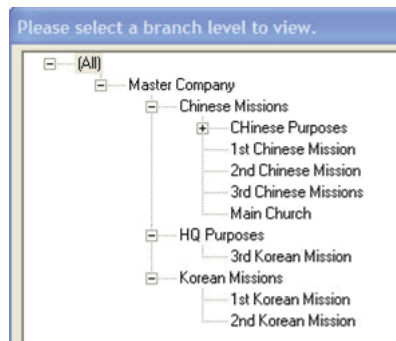 Please select a branch level to view.
(All)
Master Company
Chinese Missions
CHinese Purposes
1st Chinese Mission
2nd Chinese Mission
3rd Chinese Missions
Main Church
HQ Purposes
3rd Korean Mission
Korean Missions
1st Korean Mission
2nd Korean Mission